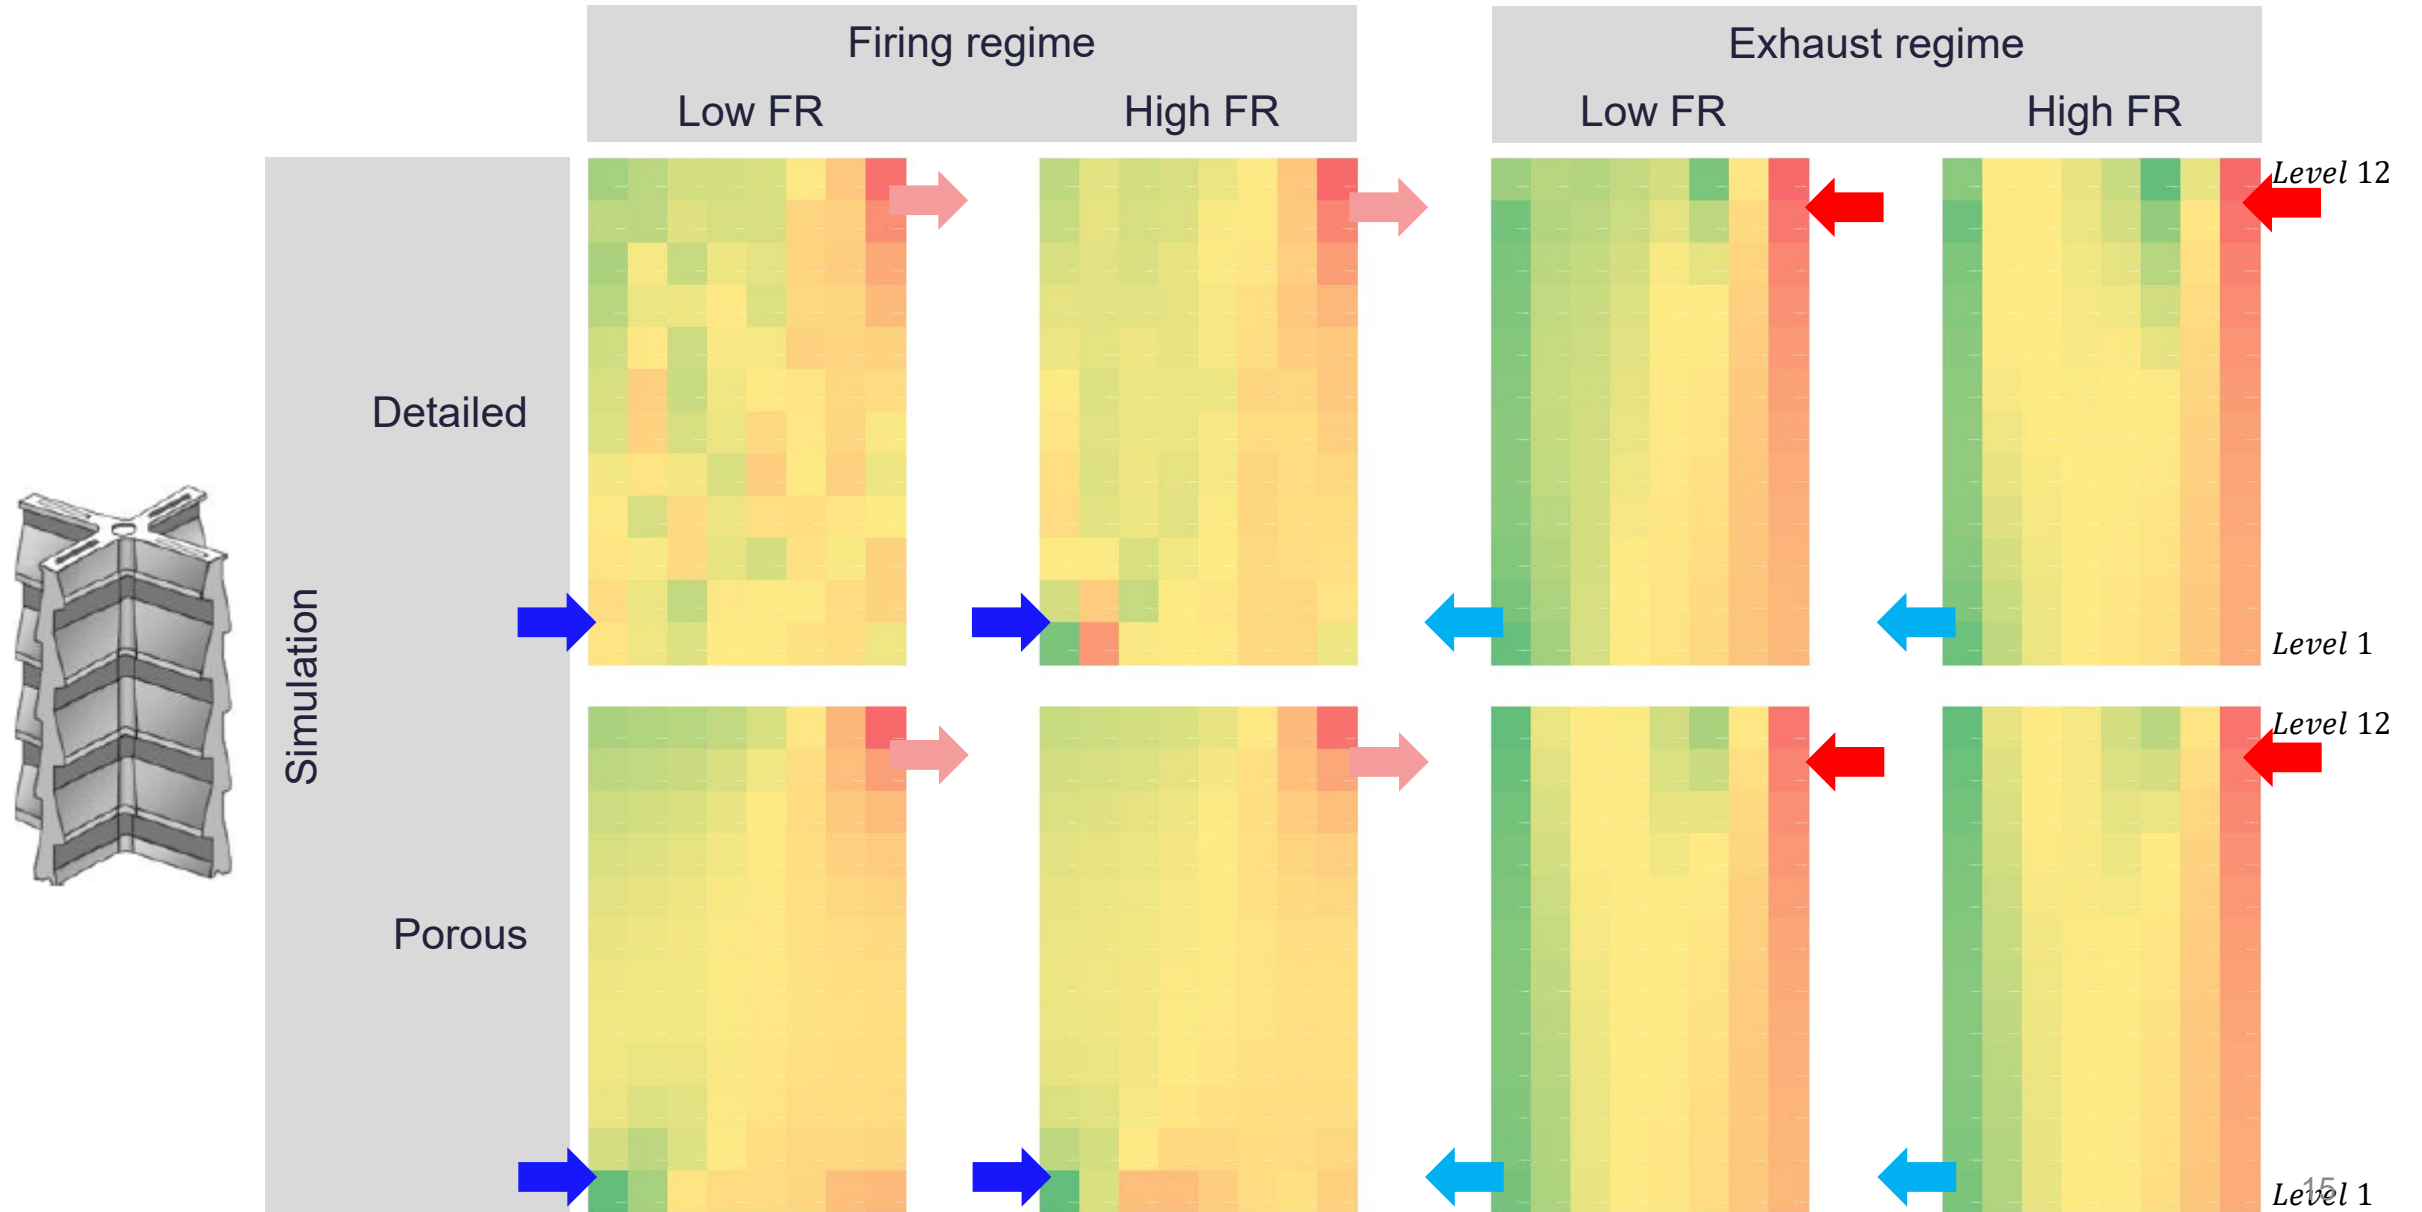 Firing regime
Exhaust regime
Low FR
High FR
Low FR
High FR
Level 12
Detailed
Simulation
Level 1
Level 12
Porous
Level 1
15